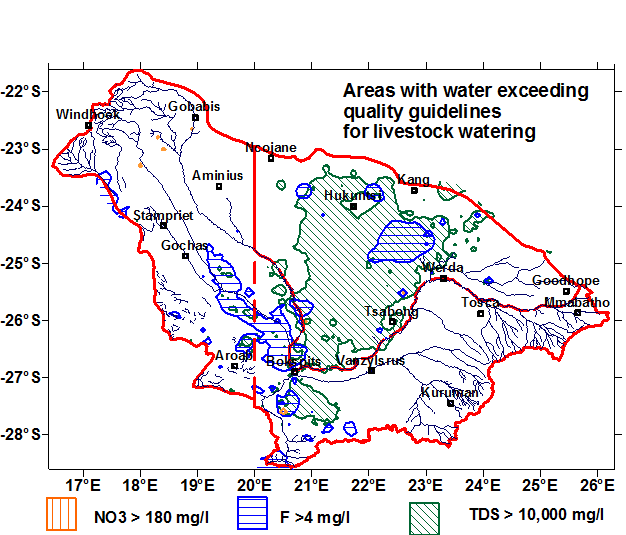 Areas with water exceeding
quality guidelines
for livestock watering
-22°S
-23°S
-24°S
-25°S
-26°S
-27°S
-28°S
Windhoek
Gobabis
Ncojane
Aminius
Kang
Hukuntsi
Stampriet
Gochas
Werda
Goodhope
Tosca
Mmabatho
Tsabong
Aroab
Bokspits
Vanzylsrus
Kuruman
17°E
18°E
19°E
20°E
21°E
22°E
23°E
24°E
25°E
26°E
NO3 > 180 mg/l
F >4 mg/l
TDS > 10,000 mg/l